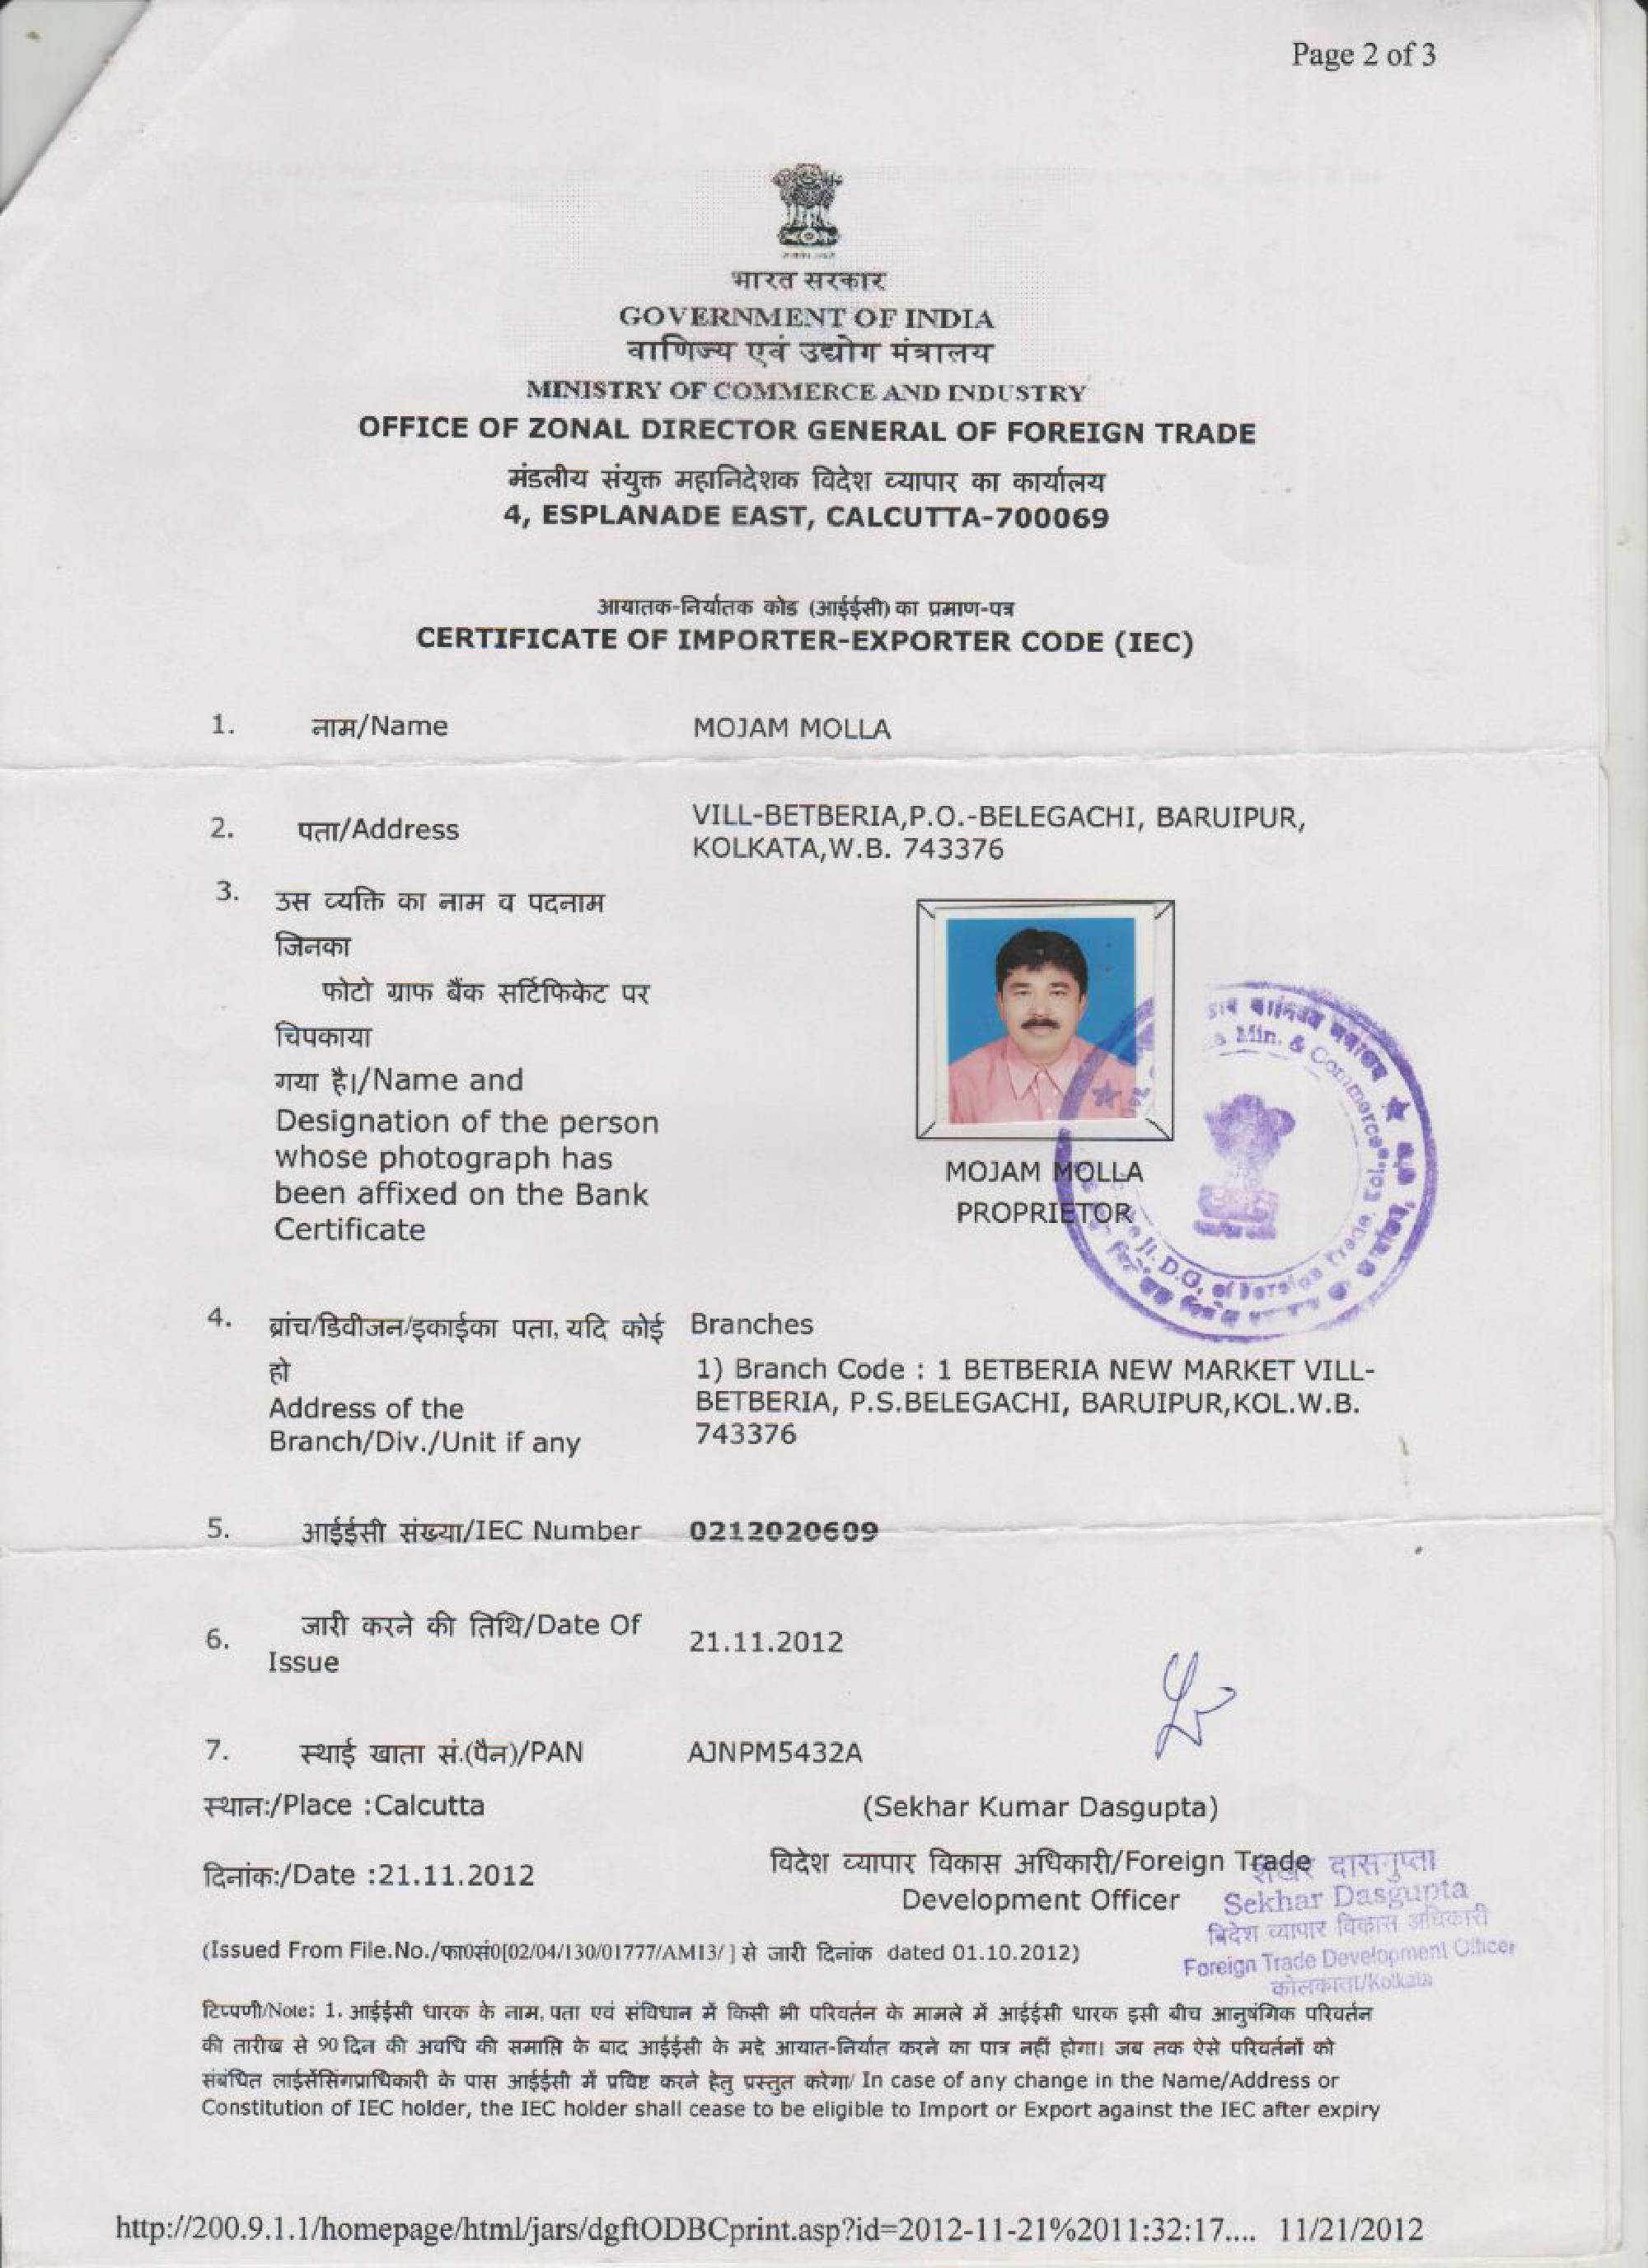 Page 2 of 3
भारत सरकार
GOVERNMENT OF INDIA
वाणिज्य एवं उद्योग मंत्रालय
MINISTRY OF COMMERCE AND INDUSTRY
OFFICE OF ZONAL DIRECTOR GENERAL OF FOREIGN TRADE
मंडलीय संयुक्त महानिदेशक विदेश व्यापार का कार्यालय
4, ESPLANADE EAST, CALCUTTA-700069
आयातक-निर्यातक कोड (आईईसी) का प्रमाण-पत्र
CERTIFICATE OF IMPORTER-EXPORTER CODE (IEC)
1. नाम/Name MOJAM MOLLA
2. पता/Address VILL-BETBERIA,P.O.-BELEGACHI, BARUIPUR,
KOLKATA,W.B. 743376
3. उस व्यक्ति का नाम व पदनाम
जिनका
फोटो ग्राफ बैंक सर्टिफिकेट पर
चिपकाया
गया है।/Name and
Designation of the person
whose photograph has
been affixed on the Bank
Certificate
MOJAM MOLLA
PROPRIETOR
Min. & Commerce, Kol.
Jt. D.G. of Foreign Trade,
4. ब्रांच/डिवीजन/इकाईका पता, यदि कोई Branches
हो
1) Branch Code : 1 BETBERIA NEW MARKET VILL-
Address of the BETBERIA, P.S.BELEGACHI, BARUIPUR,KOL.W.B.
Branch/Div./Unit if any 743376
5. आईईसी संख्या/IEC Number 0212020609
6. जारी करने की तिथि/Date Of
Issue 21.11.2012
7. स्थाई खाता सं.(पैन)/PAN AJNPM5432A
स्थान:/Place :Calcutta (Sekhar Kumar Dasgupta)
दिनांक:/Date :21.11.2012 विदेश व्यापार विकास अधिकारी/Foreign Trade
Development Officer
शेखर दासगुप्ता
Sekhar Dasgupta
विदेश व्यापार विकास अधिकारी
Foreign Trade Development Officer
कोलकाता/Kolkata
(Issued From File.No./फा0सं0[02/04/130/01777/AM13/ ] से जारी दिनांक dated 01.10.2012)
टिप्पणी/Note: 1. आईईसी धारक के नाम, पता एवं संविधान में किसी भी परिवर्तन के मामले में आईईसी धारक इसी बीच आनुषंगिक परिवर्तन
की तारीख से 90 दिन की अवधि की समाप्ति के बाद आईईसी के मद्दे आयात-निर्यात करने का पात्र नहीं होगा। जब तक ऐसे परिवर्तनों को
संबंधित लाईसेंसिंगप्राधिकारी के पास आईईसी में प्रविष्ट करने हेतु प्रस्तुत करेगा/ In case of any change in the Name/Address or
Constitution of IEC holder, the IEC holder shall cease to be eligible to Import or Export against the IEC after expiry
http://200.9.1.1/homepage/html/jars/dgftODBCprint.asp?id=2012-11-21%2011:32:17.... 11/21/2012